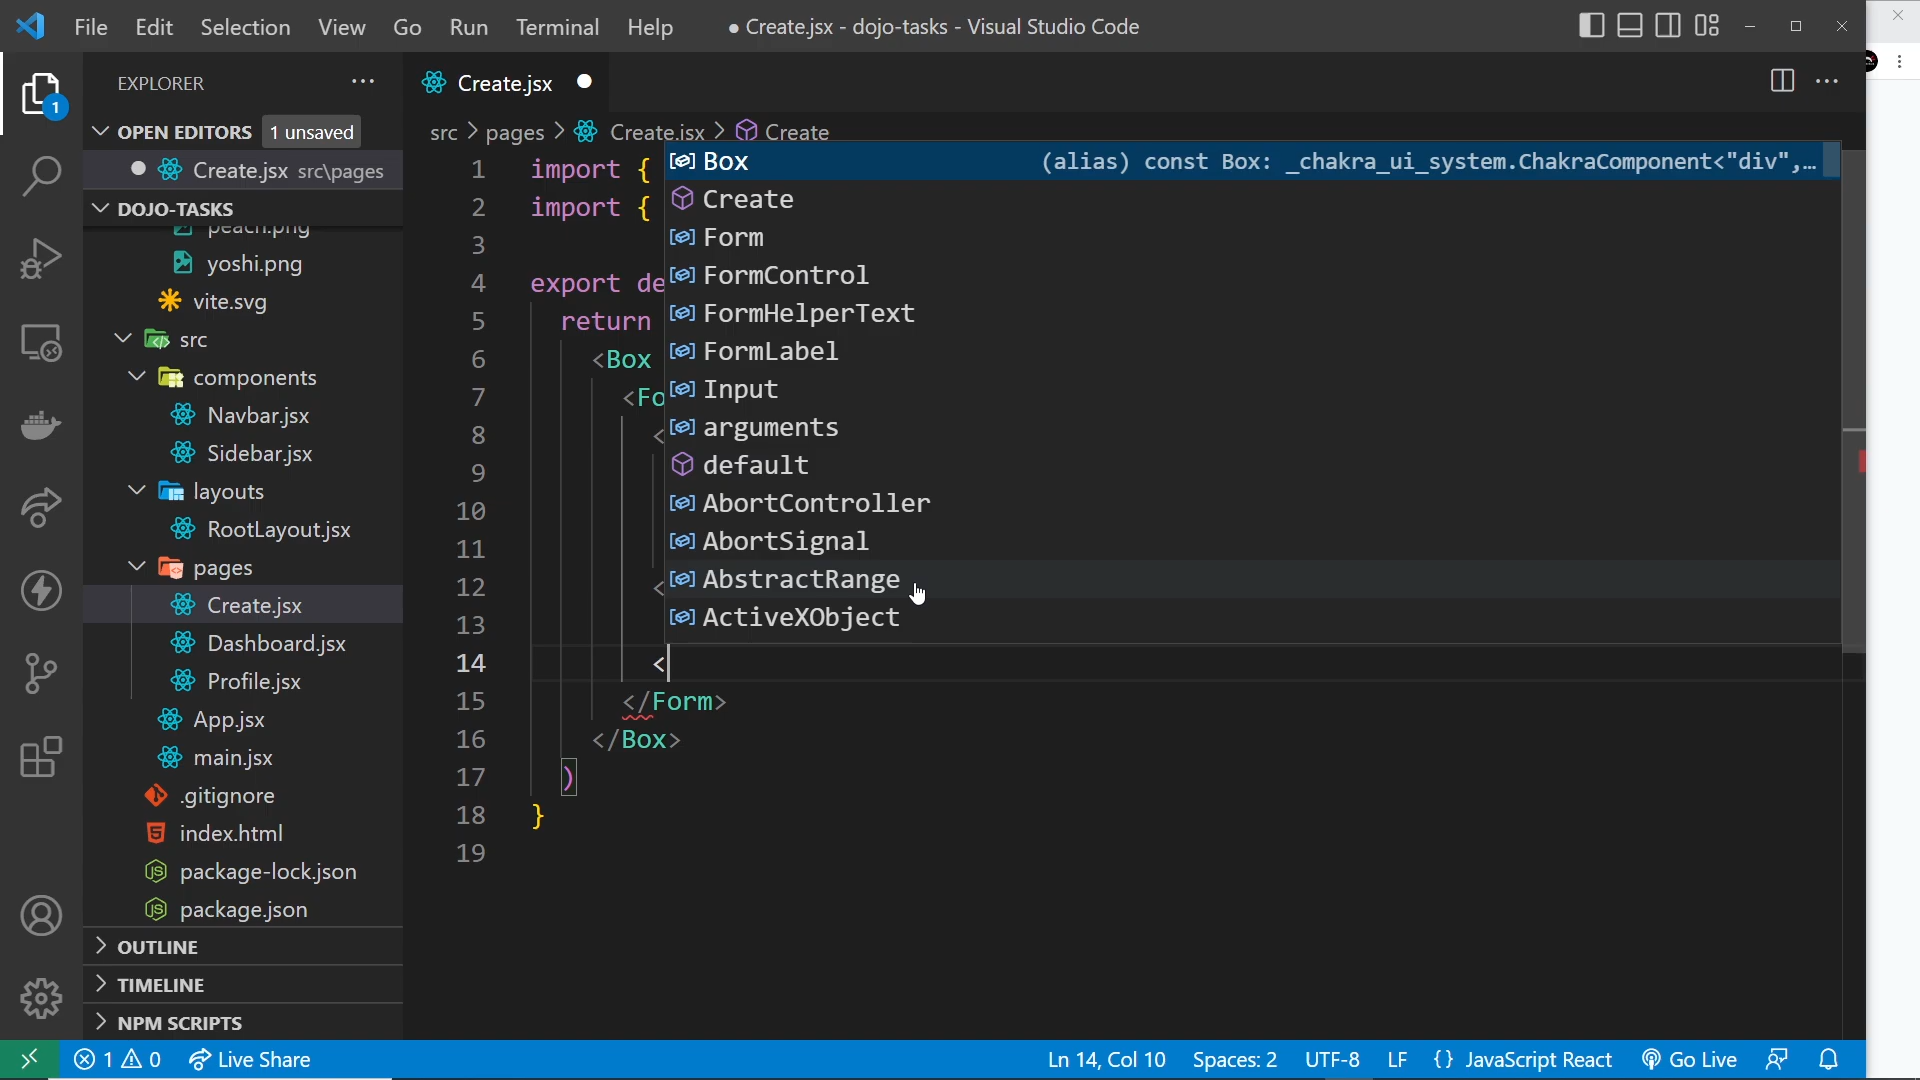 File Edit Selection View Go Run Terminal Help ● Create.jsx - dojo-tasks - Visual Studio Code
EXPLORER
1
OPEN EDITORS 1 unsaved
Create.jsx src\pages
DOJO-TASKS
peach.png
yoshi.png
vite.svg
src
components
Navbar.jsx
Sidebar.jsx
layouts
RootLayout.jsx
pages
Create.jsx
Dashboard.jsx
Profile.jsx
App.jsx
main.jsx
.gitignore
index.html
package-lock.json
package.json
OUTLINE
TIMELINE
NPM SCRIPTS
Create.jsx
src > pages > Create.jsx > Create
1 import {
2 import {
3
4 export de
5 return
6 <Box
7 <Fo
8 <
9
10
11
12 <
13
14 <
15 </Form>
16 </Box>
17 )
18 }
19
Box (alias) const Box: _chakra_ui_system.ChakraComponent<"div",…
Create
Form
FormControl
FormHelperText
FormLabel
Input
arguments
default
AbortController
AbortSignal
AbstractRange
ActiveXObject
1 0 Live Share Ln 14, Col 10 Spaces: 2 UTF-8 LF {} JavaScript React Go Live